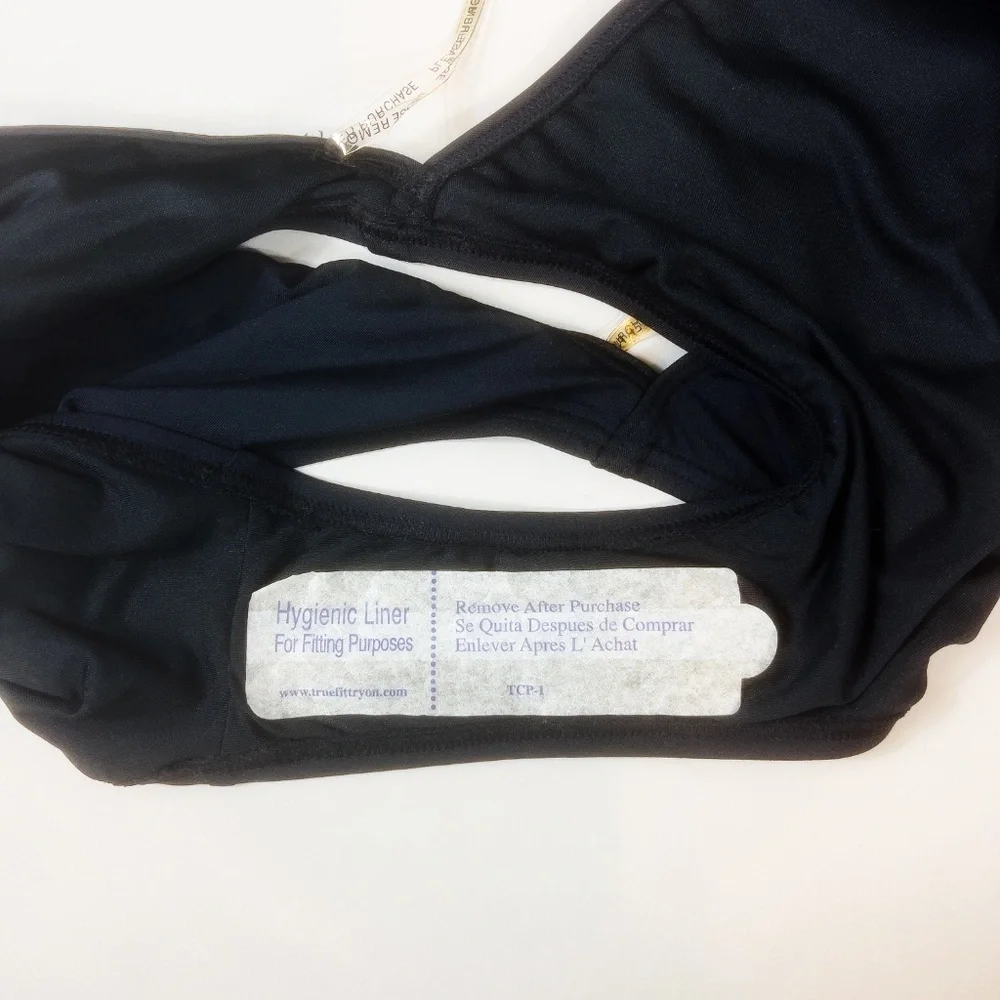 PURCHASE
Hygienic Liner
For Fitting Purposes
www.truefittryon.com
Remove After Purchase
Se Quita Despues de Comprar
Enlever Apres L' Achat
TCP-1